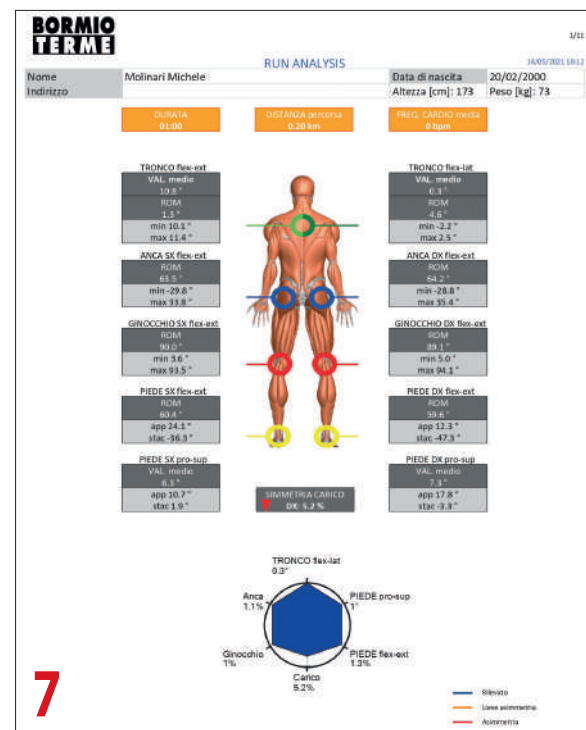 BORMIO
TERME
1/11
RUN ANALYSIS
14/05/2021 18:12
Nome Molinari Michele Data di nascita 20/02/2000
Indirizzo Altezza [cm]: 173 Peso [kg]: 73
DURATA
01:00
DISTANZA percorsa
0.20 km
FREQ. CARDIO media
0 bpm
TRONCO flex-ext
VAL. medio
10.8 °
ROM
1.3 °
min 10.1 °
max 11.4 °
TRONCO flex-lat
VAL. medio
0.3 °
ROM
4.6 °
min -2.2 °
max 2.5 °
ANCA SX flex-ext
ROM
63.5 °
min -29.8 °
max 33.8 °
ANCA DX flex-ext
ROM
64.2 °
min -28.8 °
max 35.4 °
GINOCCHIO SX flex-ext
ROM
90.0 °
min 3.6 °
max 93.5 °
GINOCCHIO DX flex-ext
ROM
89.1 °
min 5.0 °
max 94.1 °
PIEDE SX flex-ext
ROM
60.4 °
app 24.1 °
stac -36.3 °
PIEDE DX flex-ext
ROM
59.6 °
app 12.3 °
stac -47.3 °
PIEDE SX pro-sup
VAL. medio
6.3 °
app 10.7 °
stac 1.9 °
PIEDE DX pro-sup
VAL. medio
7.3 °
app 17.8 °
stac -3.3 °
SIMMETRIA CARICO
DX: 5.2 %
TRONCO flex-lat
0.3°
Anca
1.1%
PIEDE pro-sup
1°
Ginocchio
1%
PIEDE flex-ext
1.3%
Carico
5.2%
7
Rilevato
Lieve asimmetria
Asimmetria